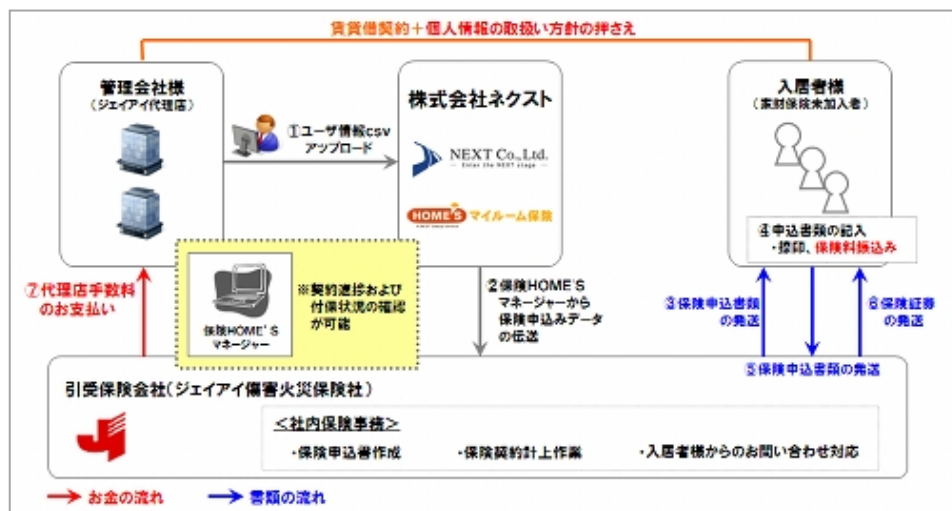 賃貸借契約＋個人情報の取扱い方針の押さえ
管理会社様
(ジェイアイ代理店)
①ユーザ情報csv
アップロード
株式会社ネクスト
NEXT Co.,Ltd.
― Enter the NEXT stage ―
HOME'S マイルーム保険
入居者様
(家財保険未加入者)
④申込書類の記入
・捺印、保険料振込み
⑦代理店手数料
のお支払い
保険HOME'S
マネージャー
※契約進捗および
付保状況の確認
が可能
②保険HOME'S
マネージャーから
保険申込みデータ
の伝送
③保険申込書類
の発送
⑥保険証券
の発送
⑤保険申込書類の発送
引受保険会社(ジェイアイ傷害火災保険社)
＜社内保険事務＞
・保険申込書作成
・保険契約計上作業
・入居者様からのお問い合わせ対応
お金の流れ
書類の流れ